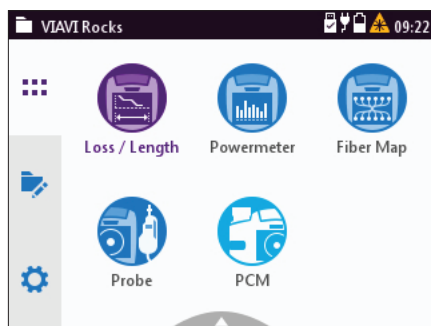 VIAVI Rocks
09:22
Loss / Length
Powermeter
Fiber Map
Probe
PCM